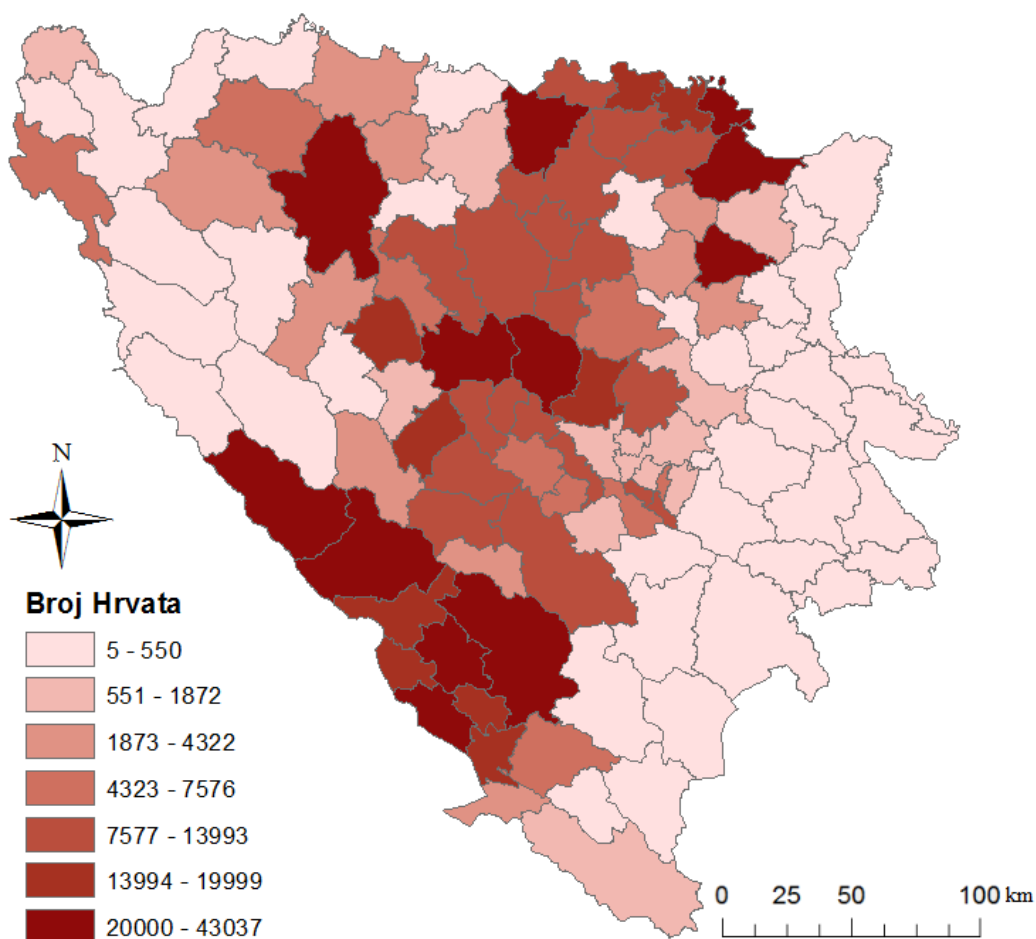 N
Broj Hrvata
5 - 550
551 - 1872
1873 - 4322
4323 - 7576
7577 - 13993
13994 - 19999
20000 - 43037
0 25 50 100 km